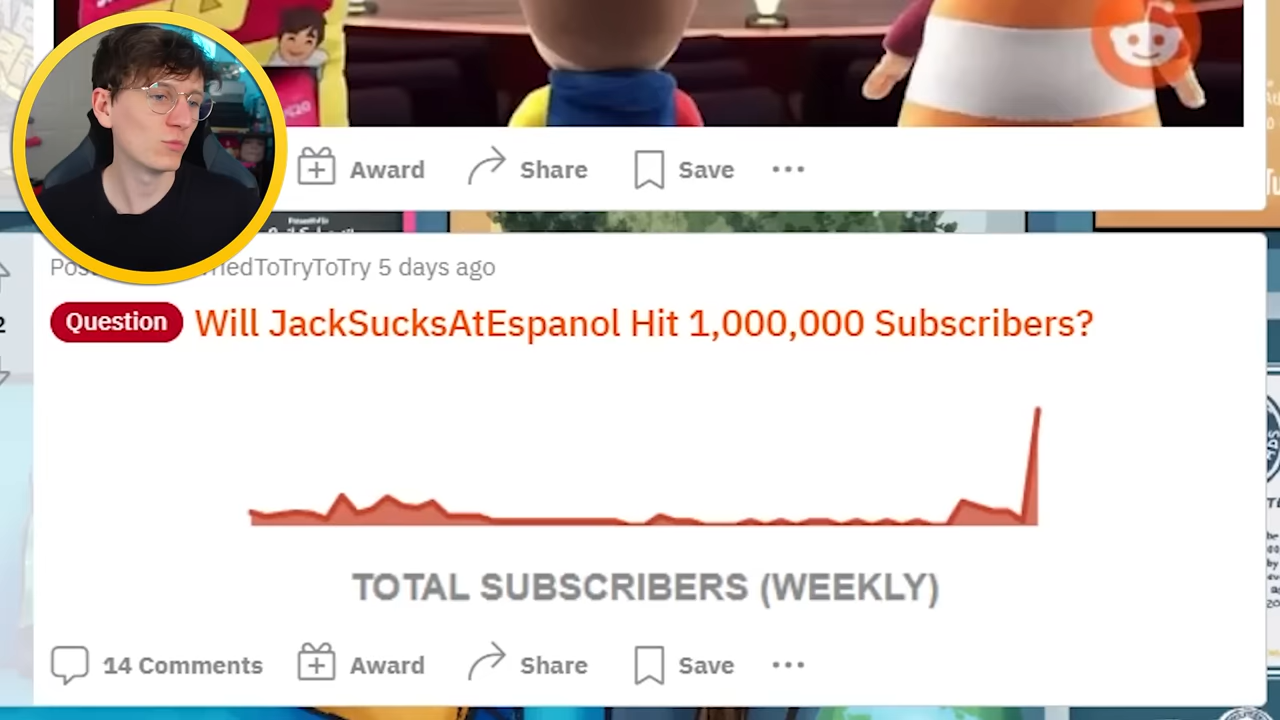 Award
Share
Save
nedToTryToTry 5 days ago
Question
Will JackSucksAtEspanol Hit 1,000,000 Subscribers?
TOTAL SUBSCRIBERS (WEEKLY)
14 Comments
Award
Share
Save